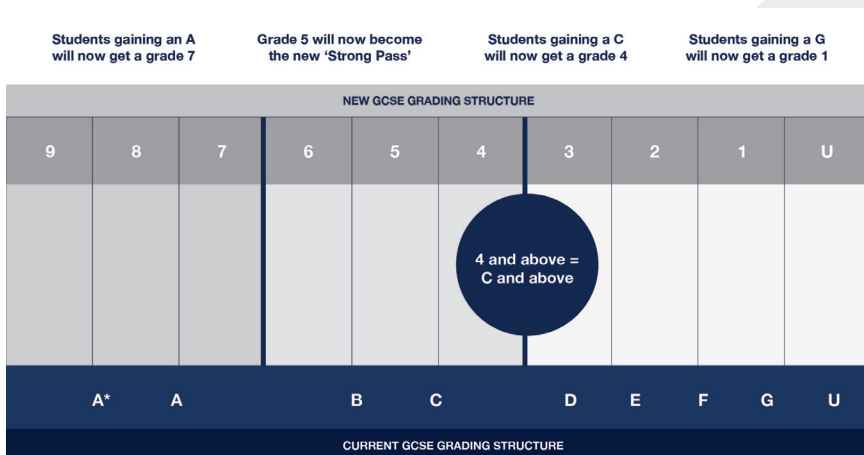 Students gaining an A
will now get a grade 7
Grade 5 will now become
the new ‘Strong Pass’
Students gaining a C
will now get a grade 4
Students gaining a G
will now get a grade 1
NEW GCSE GRADING STRUCTURE
9 8 7 6 5 4 3 2 1 U
4 and above =
C and above
A* A B C D E F G U
CURRENT GCSE GRADING STRUCTURE